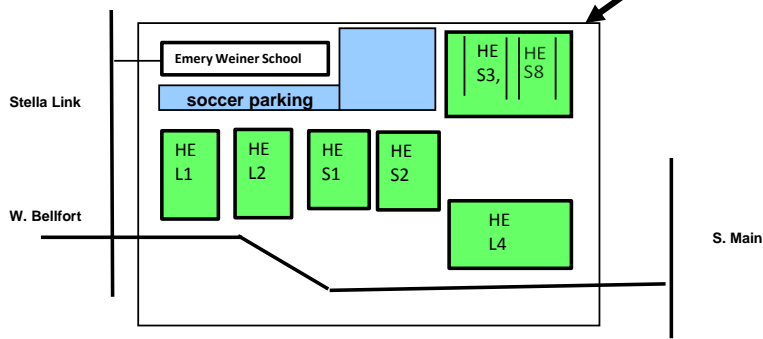 Emery Weiner School
HE
S3,
HE
S8
Stella Link
soccer parking
HE
L1
HE
L2
HE
S1
HE
S2
W. Bellfort
HE
L4
S. Main